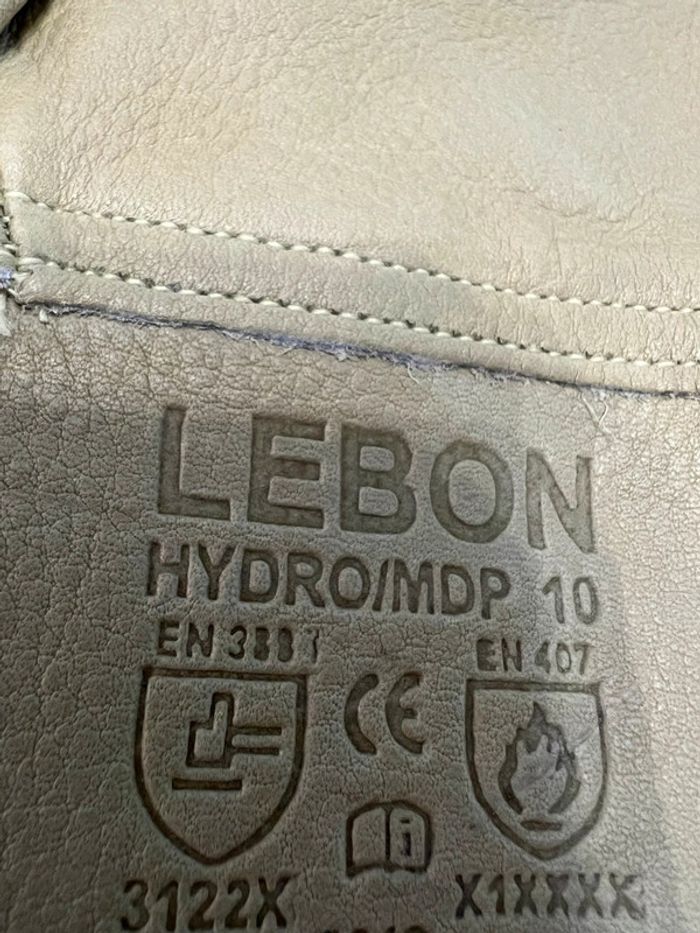 LEBON
HYDRO/MDP 10
EN 388
EN 407
CE
i
3122X
X1XXXX